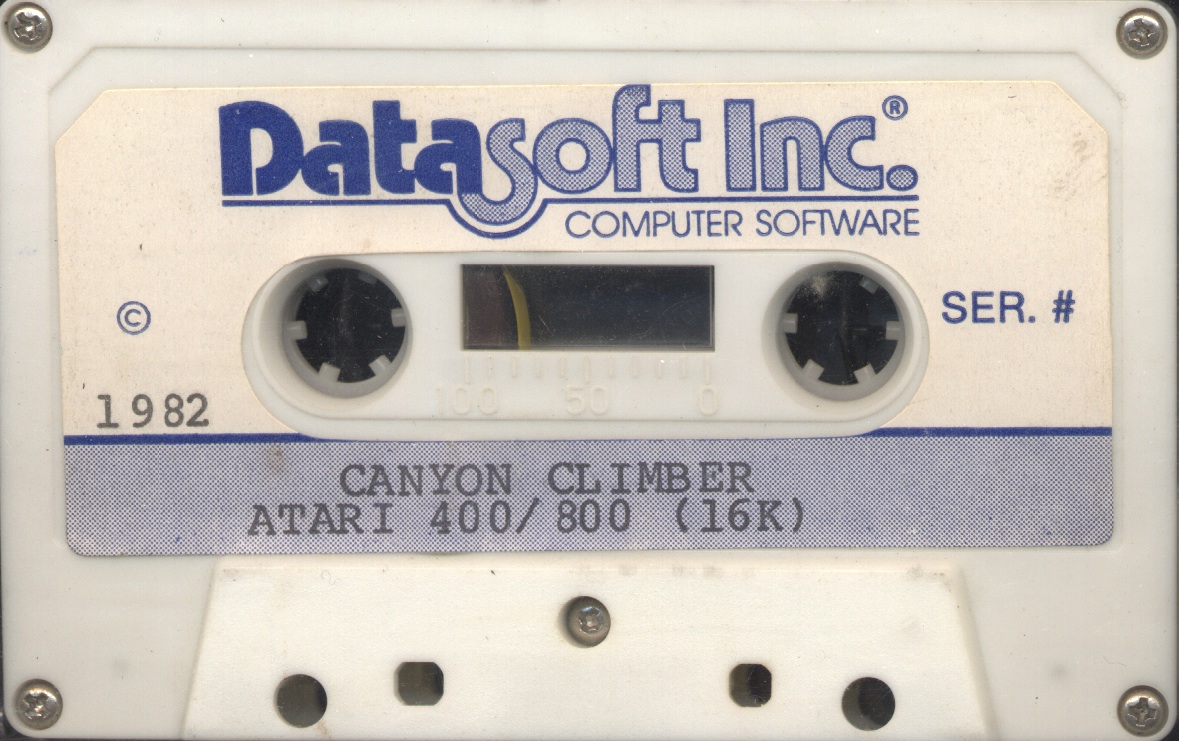 Datasoft Inc.®
COMPUTER SOFTWARE
©
SER. #
100 50 0
1982
CANYON CLIMBER
ATARI 400/800 (16K)